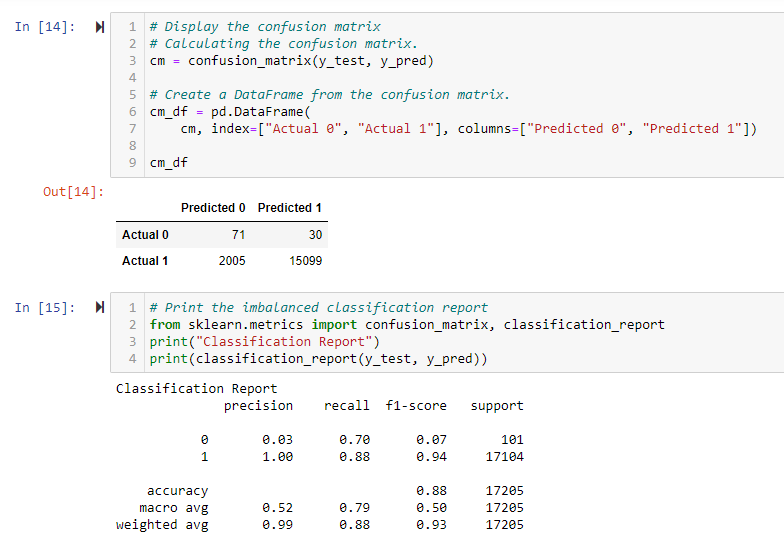 In [14]:
1 # Display the confusion matrix
2 # Calculating the confusion matrix.
3 cm = confusion_matrix(y_test, y_pred)
4
5 # Create a DataFrame from the confusion matrix.
6 cm_df = pd.DataFrame(
7     cm, index=["Actual 0", "Actual 1"], columns=["Predicted 0", "Predicted 1"])
8
9 cm_df
Out[14]:
Predicted 0 Predicted 1
Actual 0 71 30
Actual 1 2005 15099
In [15]:
1 # Print the imbalanced classification report
2 from sklearn.metrics import confusion_matrix, classification_report
3 print("Classification Report")
4 print(classification_report(y_test, y_pred))
Classification Report
precision recall f1-score support
0 0.03 0.70 0.07 101
1 1.00 0.88 0.94 17104
accuracy 0.88 17205
macro avg 0.52 0.79 0.50 17205
weighted avg 0.99 0.88 0.93 17205